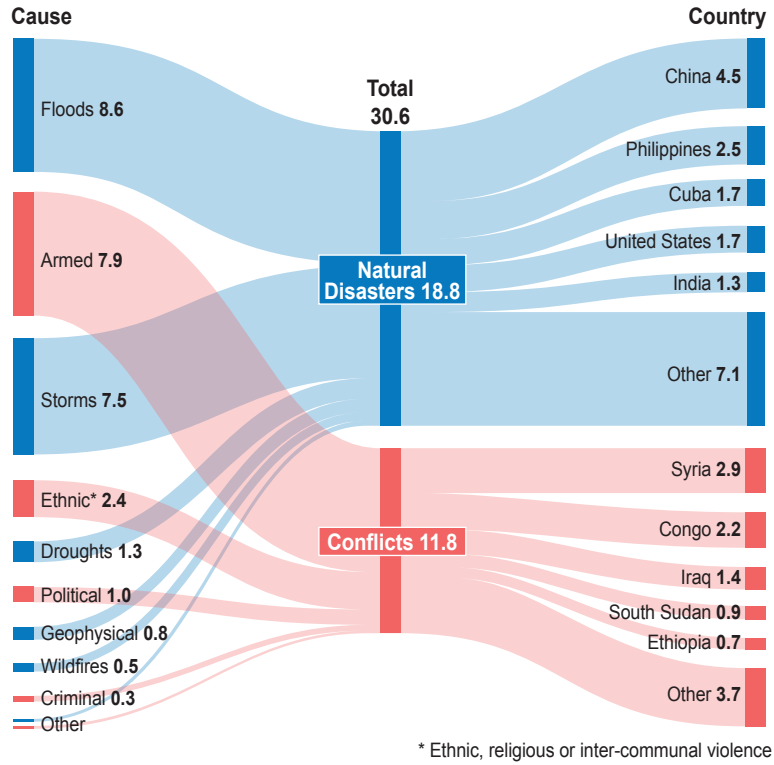 Cause
Country
Floods 8.6
Armed 7.9
Storms 7.5
Ethnic* 2.4
Droughts 1.3
Political 1.0
Geophysical 0.8
Wildfires 0.5
Criminal 0.3
Other
Total
30.6
Natural
Disasters 18.8
Conflicts 11.8
China 4.5
Philippines 2.5
Cuba 1.7
United States 1.7
India 1.3
Other 7.1
Syria 2.9
Congo 2.2
Iraq 1.4
South Sudan 0.9
Ethiopia 0.7
Other 3.7
* Ethnic, religious or inter-communal violence